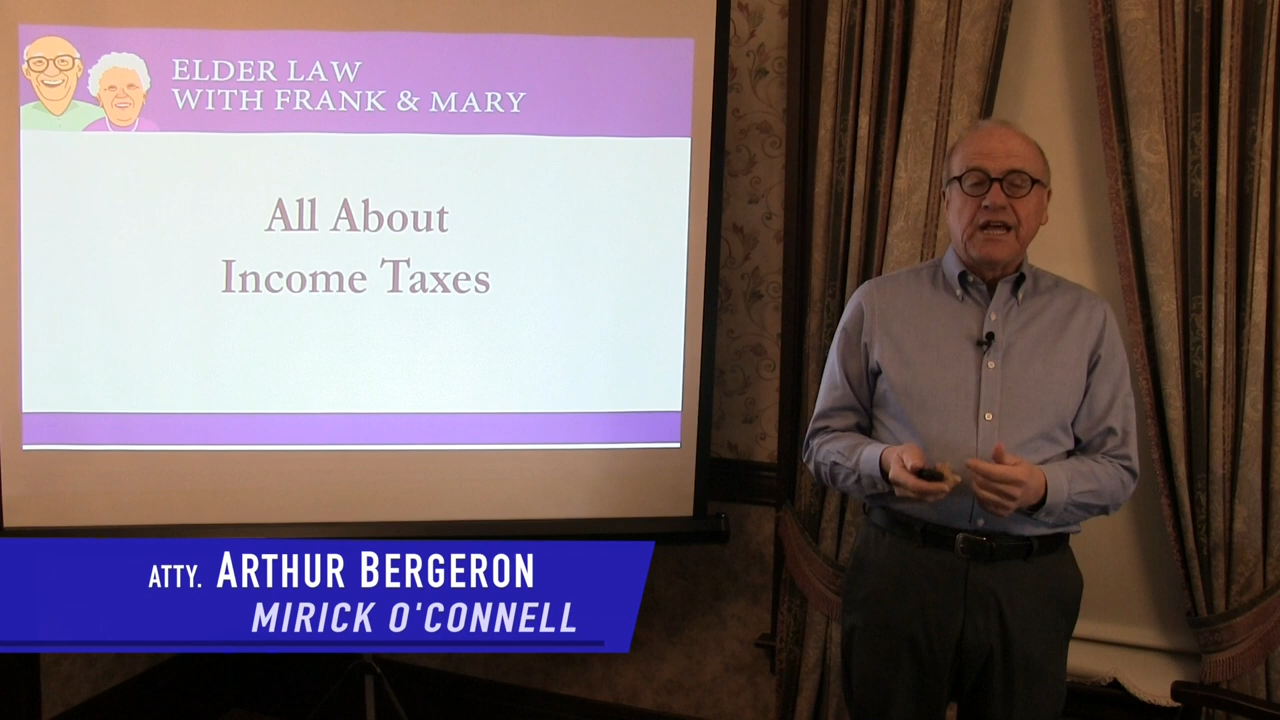 ELDER LAW
WITH FRANK & MARY
All About
Income Taxes
ATTY. ARTHUR BERGERON
MIRICK O'CONNELL